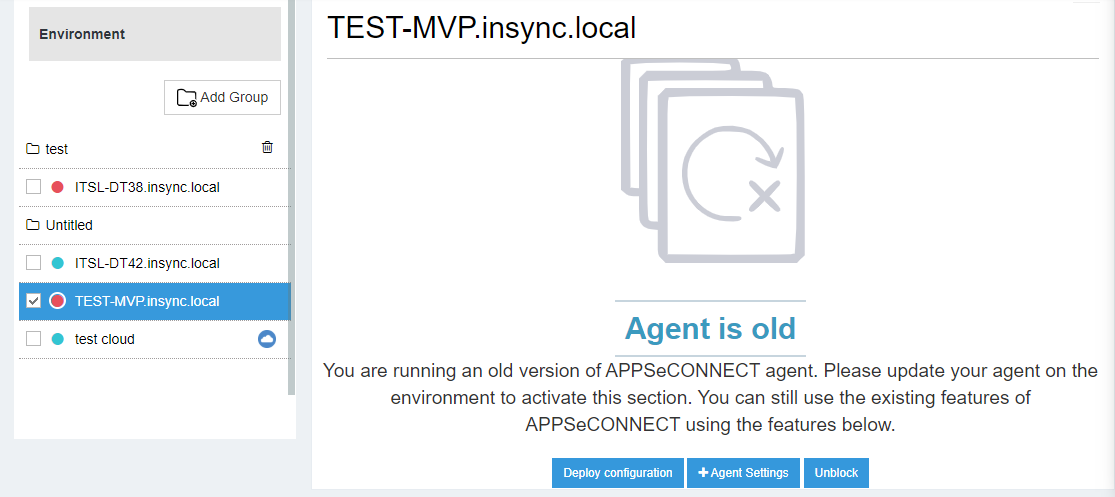 Environment
Add Group
test
ITSL-DT38.insync.local
Untitled
ITSL-DT42.insync.local
TEST-MVP.insync.local
test cloud
TEST-MVP.insync.local
Agent is old
You are running an old version of APPSeCONNECT agent. Please update your agent on the
environment to activate this section. You can still use the existing features of
APPSeCONNECT using the features below.
Deploy configuration
+ Agent Settings
Unblock